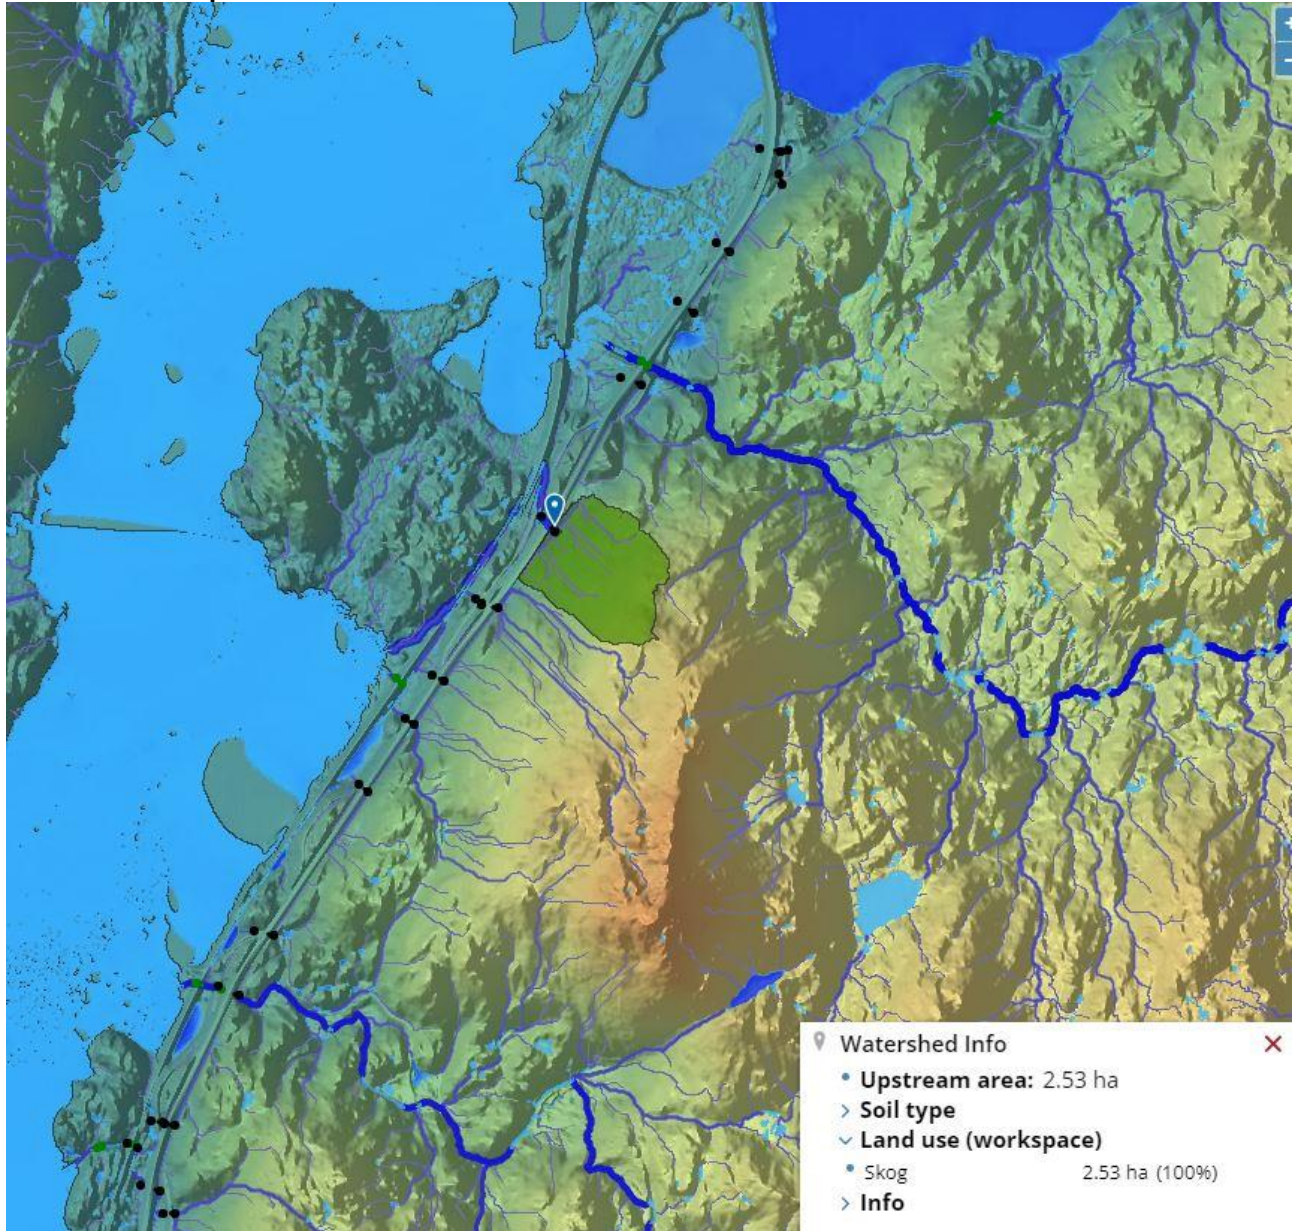 Watershed Info
Upstream area: 2.53 ha
Soil type
Land use (workspace)
Skog 2.53 ha (100%)
Info